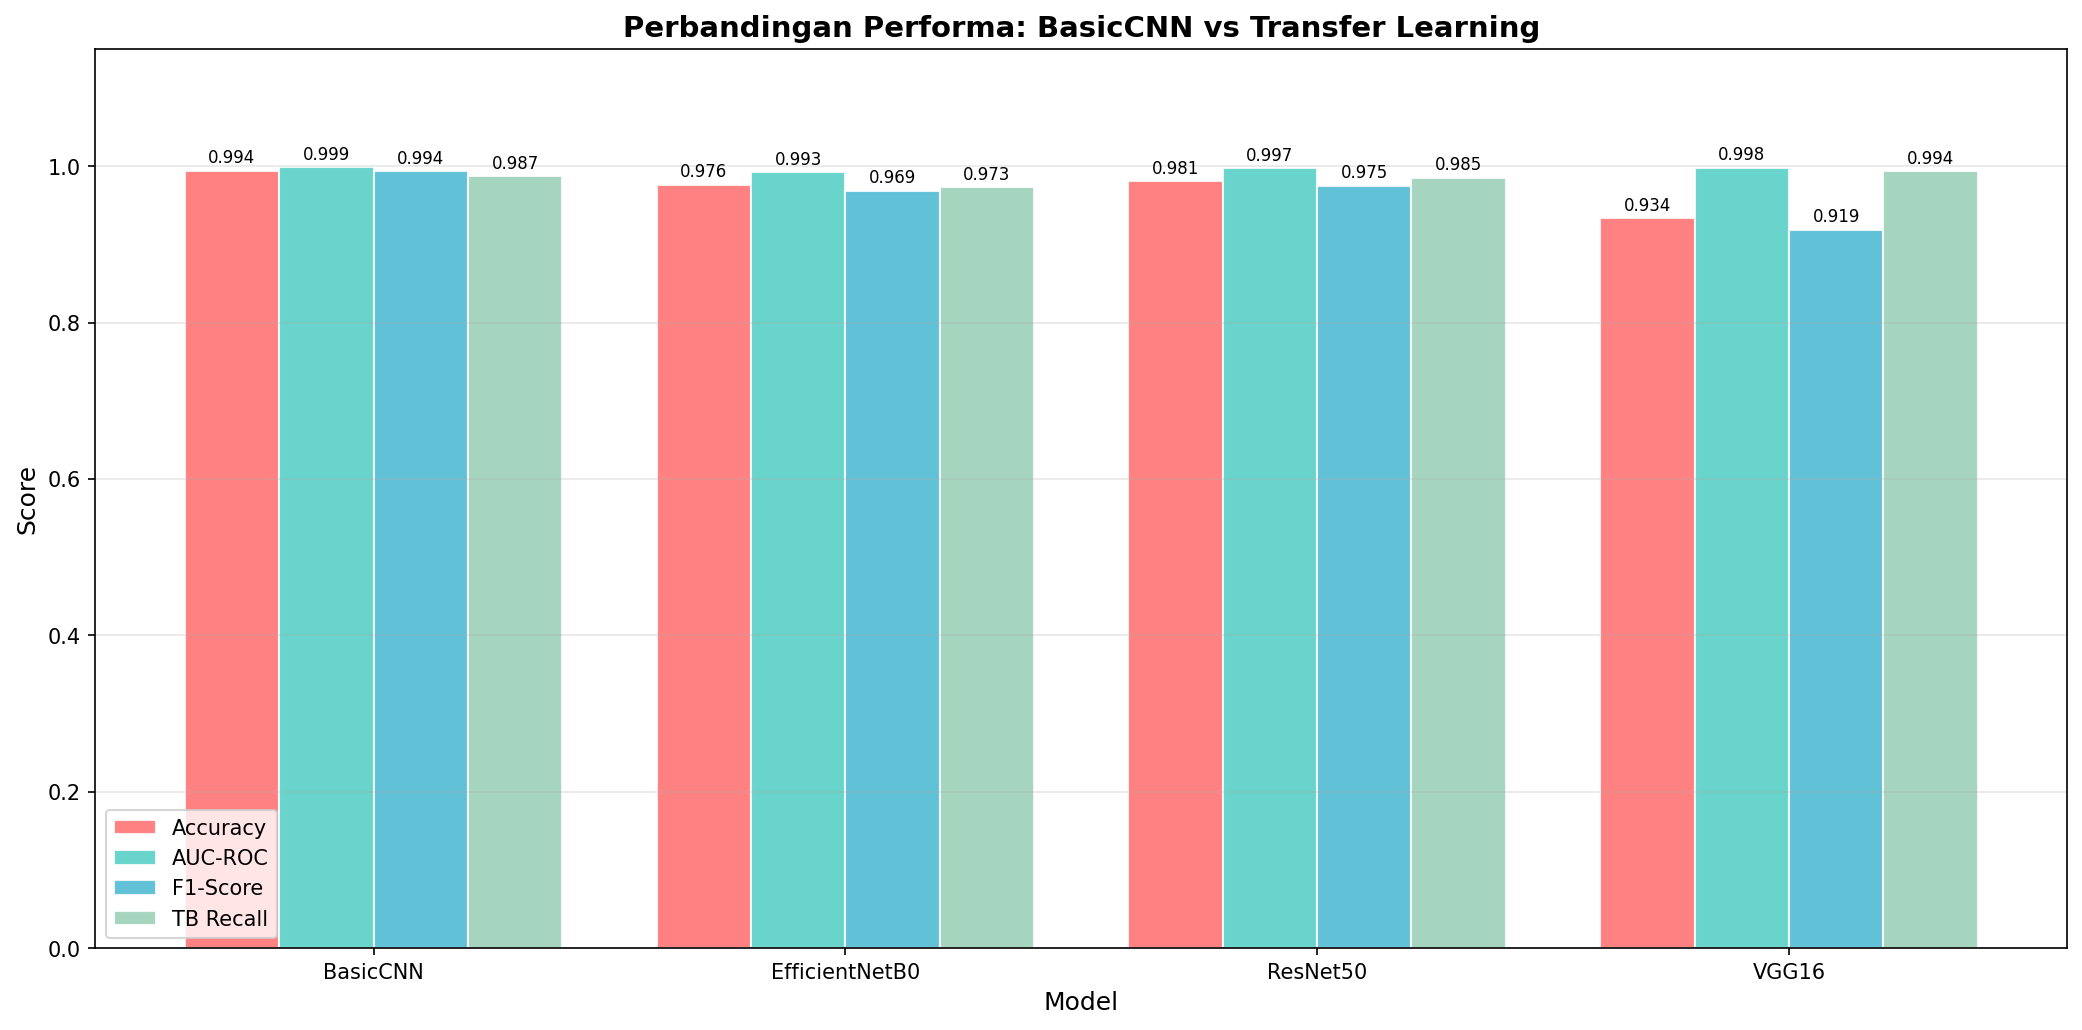 Perbandingan Performa: BasicCNN vs Transfer Learning
0.994 0.999 0.994 0.987 0.976 0.993 0.969 0.973 0.981 0.997 0.975 0.985 0.934 0.998 0.919 0.994
1.0
0.8
0.6
0.4
0.2
0.0
Score
Accuracy
AUC-ROC
F1-Score
TB Recall
BasicCNN EfficientNetB0 ResNet50 VGG16
Model